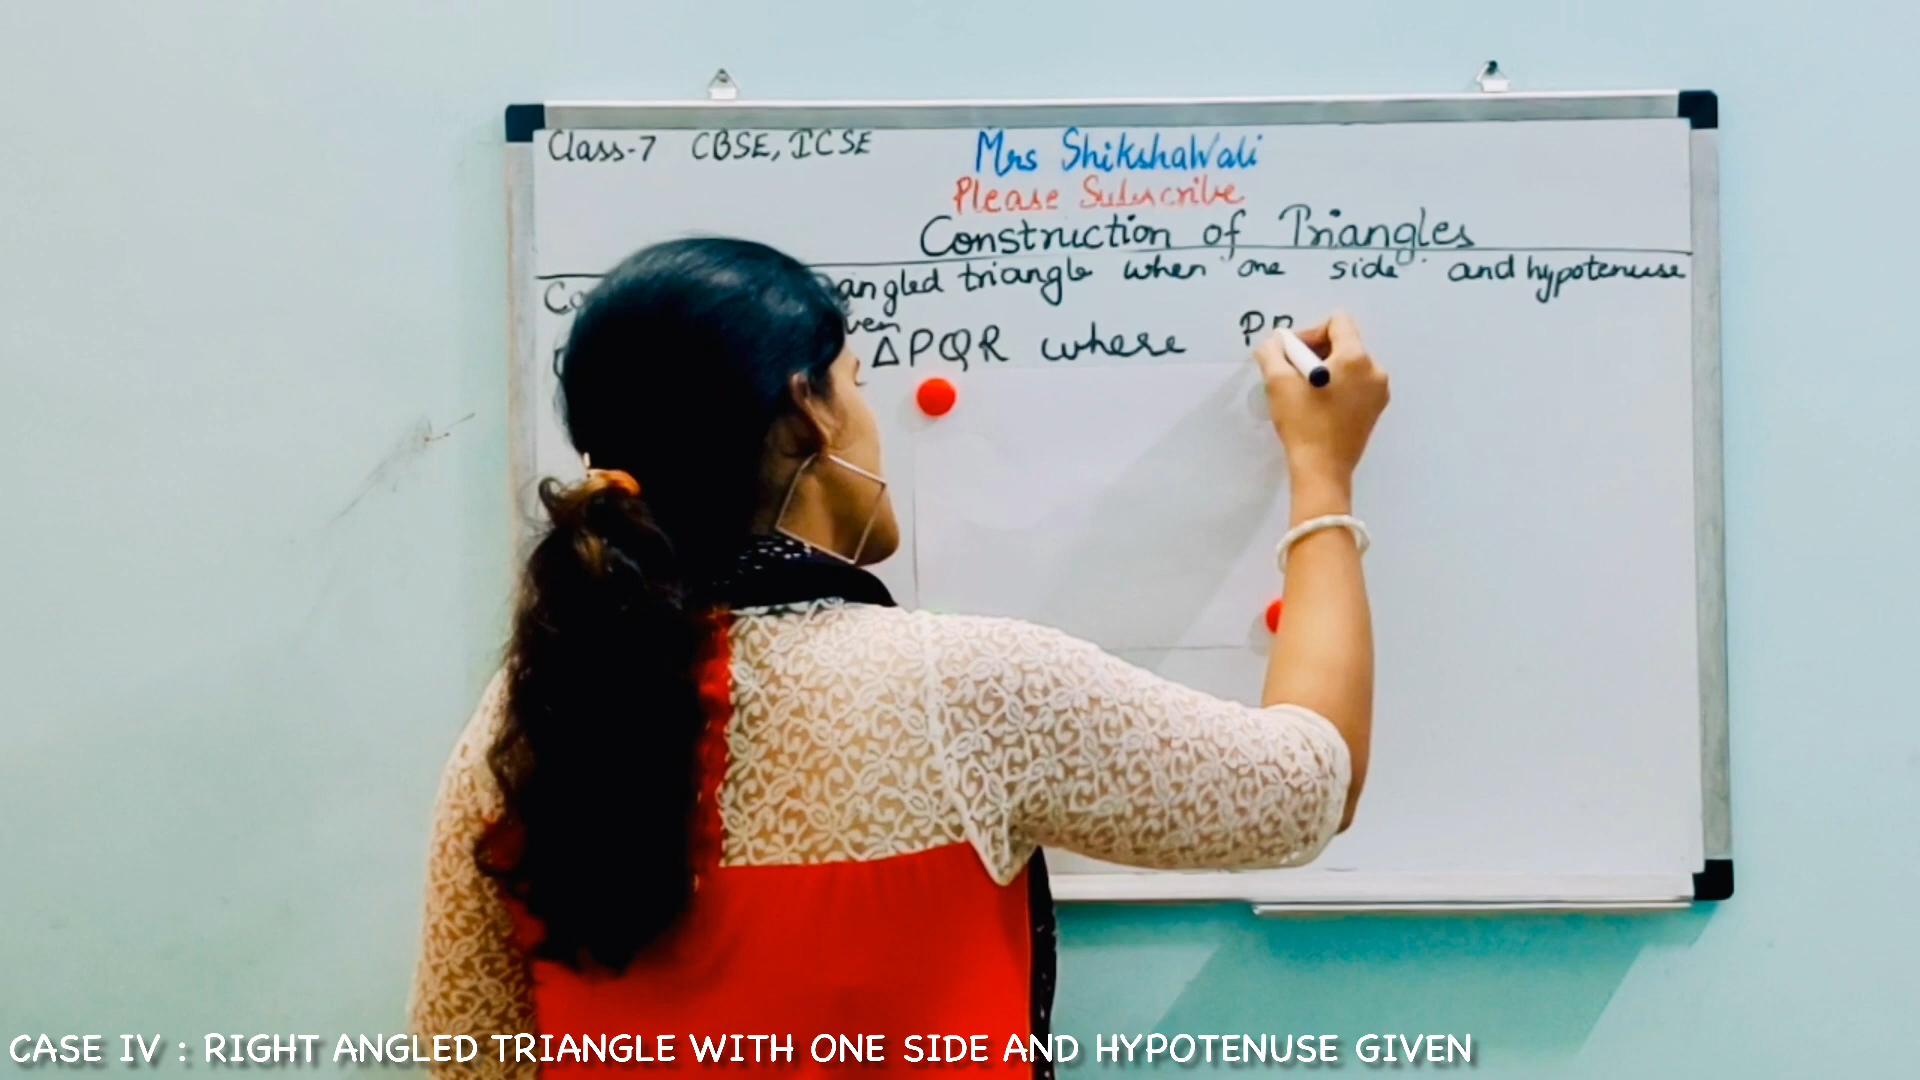 Class-7 CBSE, ICSE
Mrs ShikshaWali
Please Subscribe
Construction of Triangles
angled triangle when one side and hypotenuse
ΔPQR where
CASE IV : RIGHT ANGLED TRIANGLE WITH ONE SIDE AND HYPOTENUSE GIVEN